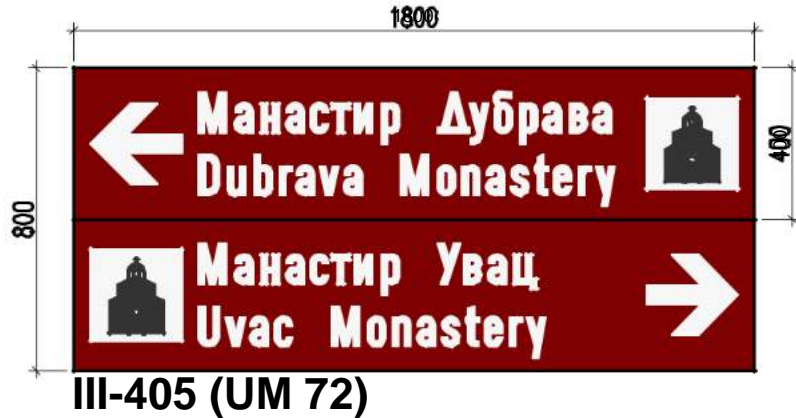 1800
Манастир Дубрава
Dubrava Monastery
400
800
Манастир Увац
Uvac Monastery
III-405 (UM 72)